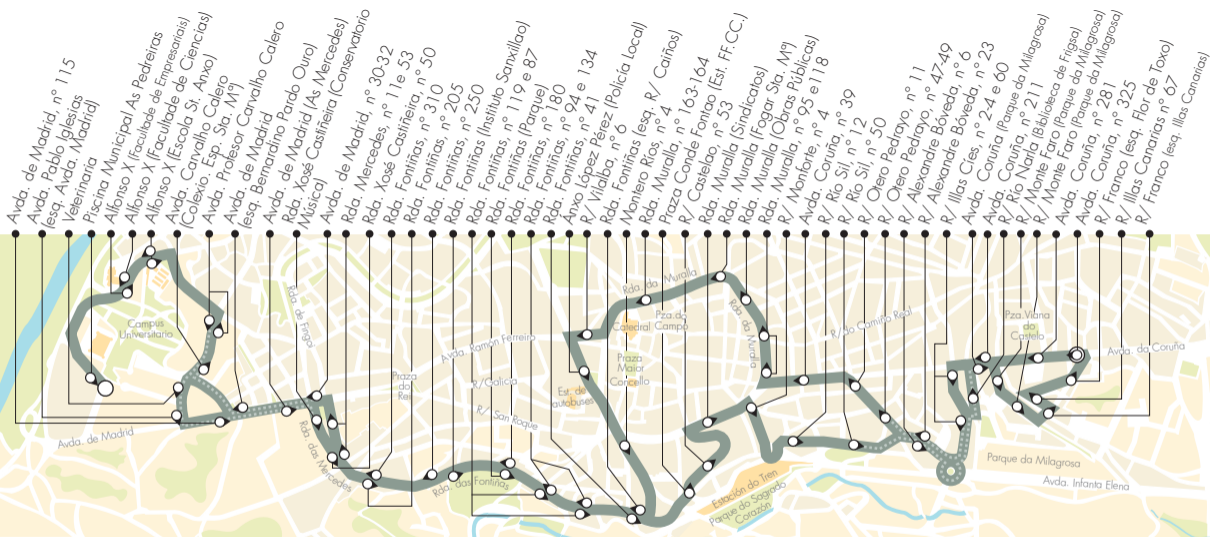 Avda. de Madrid, nº 115
Avda. Pablo Iglesias
(esq. Avda. Madrid)
Veterinaria
Piscina Municipal As Pedreiras
Alfonso X (Facultade de Empresariais)
Alfonso X (Facultade de Ciencias)
Alfonso X (Escola St. Anxo)
Avda. Carvalho Calero
(Colexio Esp. Sta. Mª)
Avda. Profesor Carvalho Calero
Avda. de Madrid
(esq. Bernardino Pardo Ouro)
Avda. de Madrid (As Mercedes)
Rda. Xosé Castiñeira (Conservatorio
Música)
Avda. de Madrid, nº 30-32
Rda. Mercedes, nº 11e 53
Rda. Xosé Castiñeira, nº 50
Rda. Fontiñas, nº 310
Rda. Fontiñas, nº 205
Rda. Fontiñas, nº 250
Rda. Fontiñas (Instituto Sanxillao)
Rda. Fontiñas, nº 119 e 87
Rda. Fontiñas (Parque)
Rda. Fontiñas, nº 180
Rda. Fontiñas, nº 94 e 134
Rda. Fontiñas, nº 41
Anxo López Pérez (Policía Local)
R/ Vilalba, nº 6
Rda. Fontiñas (esq. R/ Caiños)
Montero Ríos, nº 4
Rda. Muralla, nº 163-164
Praza Conde Fontao (Est. FF.CC.)
R/ Castelao, nº 53
Rda. Muralla (Sindicatos)
Rda. Muralla (Fogar Sta. Mª)
Rda. Muralla (Obras Públicas)
Rda. Muralla, nº 95 e 118
R/ Monforte, nº 4
Avda. Coruña, nº 39
R/ Río Sil, nº 12
R/ Río Sil, nº 50
R/ Otero Pedrayo, nº 11
R/ Otero Pedrayo, nº 47-49
R/ Alexandre Bóveda, nº 6
R/ Alexandre Bóveda, nº 23
R/ Illas Cíes, nº 2-4 e 60
Avda. Coruña (Parque da Milagrosa)
Avda. Coruña, nº 211
R/ Río Narla (Biblioteca de Frigsa)
R/ Monte Faro (Parque da Milagrosa)
R/ Monte Faro (Parque da Milagrosa)
Avda. Coruña, nº 281
Avda. Coruña, nº 325
R/ Franco (esq. Flor de Toxo)
R/ Illas Canarias, nº 67
R/ Franco (esq. Illas Canarias)
Campus
Universitario
Avda. de Madrid
Rda. de Fingoi
Rda. das Mercedes
Praza
do
Rei
Avda. Ramón Ferreiro
R/Galicia
R/ San Roque
Rda. das Fontiñas
Est. de
autobuses
Rda. da Muralla
Catedral
Pza. do
Campo
Praza
Maior
Concello
Rda. da Muralla
R/ do Camiño Real
Estación do Tren
Parque do Sagrado
Corazón
Pza. Viana
do
Castelo
Avda. da Coruña
Parque da Milagrosa
Avda. Infanta Elena